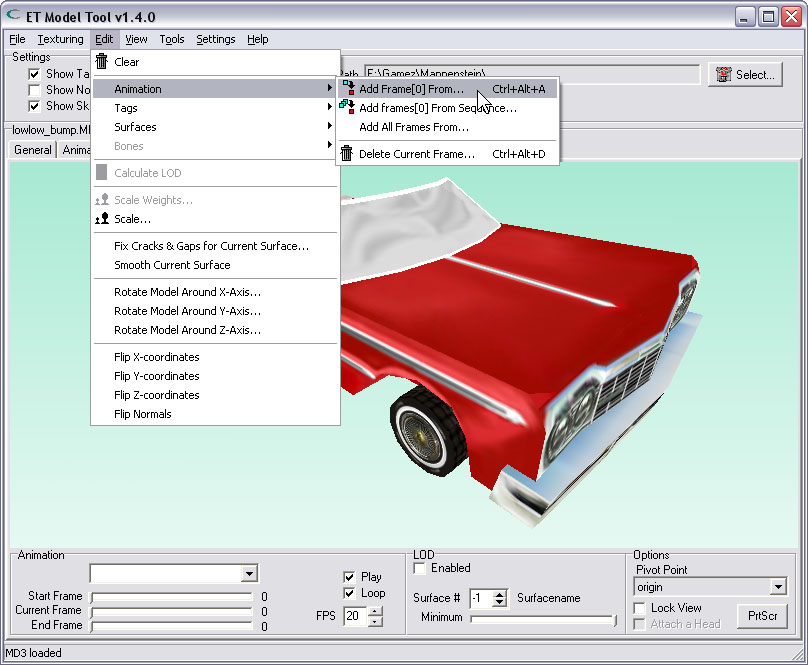 ET Model Tool v1.4.0
File Texturing Edit View Tools Settings Help
Settings
Show Ta
Show No
Show Sk
Path E:\Gamez\Mappenstein\
Select...
lowlow_bump.M
General Anima
Clear
Animation
Tags
Surfaces
Bones
Calculate LOD
Scale Weights...
Scale...
Fix Cracks & Gaps for Current Surface...
Smooth Current Surface
Rotate Model Around X-Axis...
Rotate Model Around Y-Axis...
Rotate Model Around Z-Axis...
Flip X-coordinates
Flip Y-coordinates
Flip Z-coordinates
Flip Normals
Add Frame[0] From... Ctrl+Alt+A
Add frames[0] From Sequence...
Add All Frames From...
Delete Current Frame... Ctrl+Alt+D
Animation
Start Frame 0
Current Frame 0
End Frame 0
Play
Loop
FPS 20
LOD
Enabled
Surface # -1 Surfacename
Minimum
Options
Pivot Point
origin
Lock View
Attach a Head
PrtScr
MD3 loaded